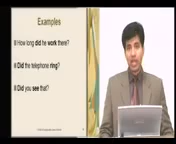 Examples
How long did he work there?
Did the telephone ring?
Did you see that?